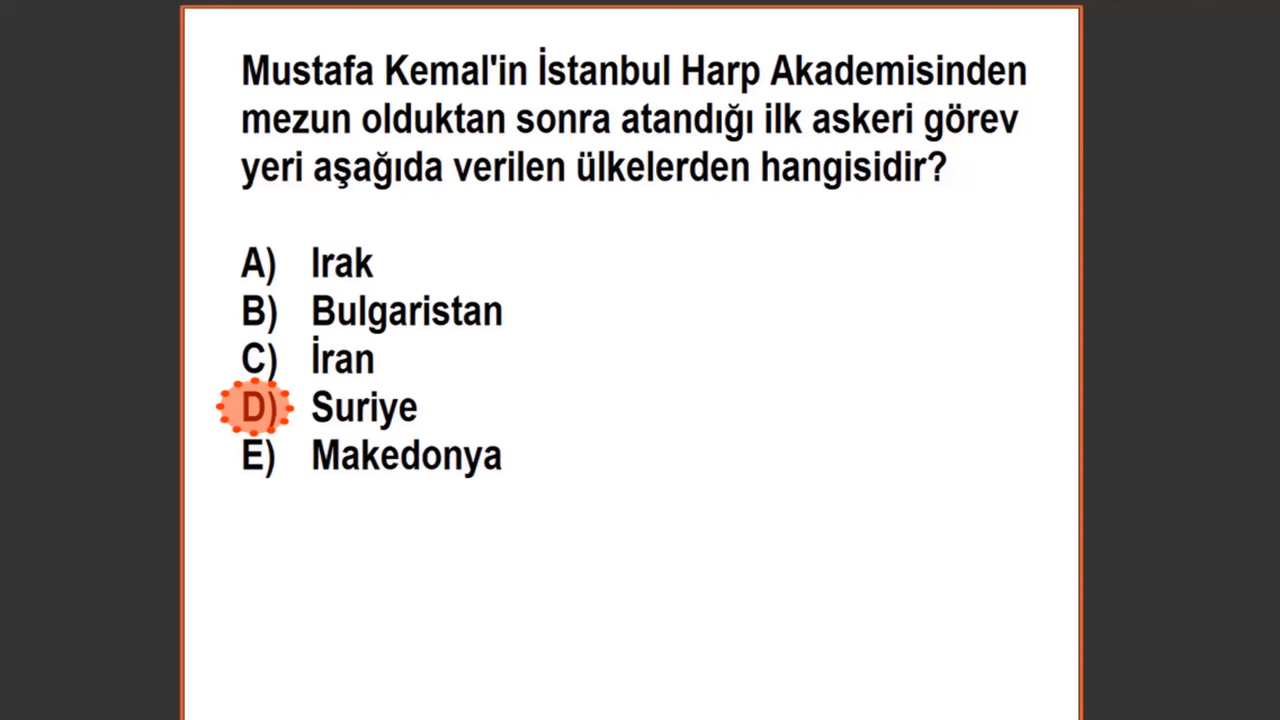 Mustafa Kemal'in İstanbul Harp Akademisinden
mezun olduktan sonra atandığı ilk askeri görev
yeri aşağıda verilen ülkelerden hangisidir?
A) Irak
B) Bulgaristan
C) İran
D) Suriye
E) Makedonya